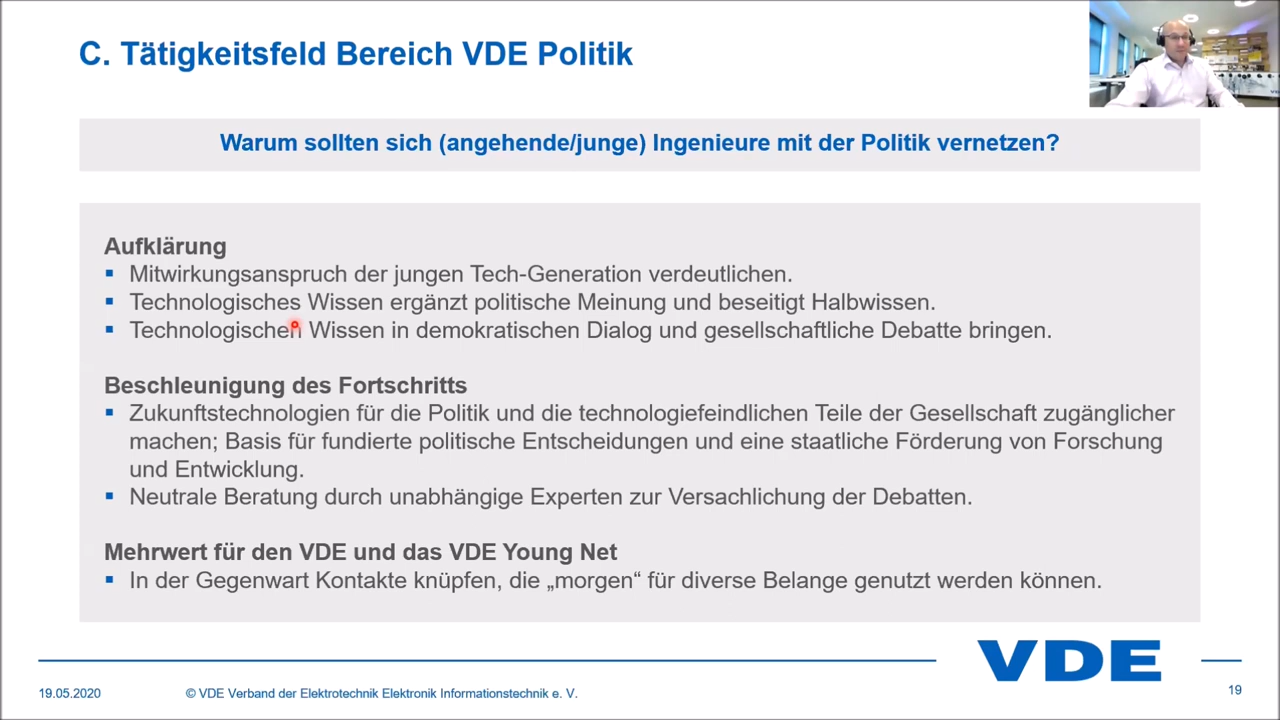 C. Tätigkeitsfeld Bereich VDE Politik
Warum sollten sich (angehende/junge) Ingenieure mit der Politik vernetzen?
Aufklärung
▪ Mitwirkungsanspruch der jungen Tech-Generation verdeutlichen.
▪ Technologisches Wissen ergänzt politische Meinung und beseitigt Halbwissen.
▪ Technologischen Wissen in demokratischen Dialog und gesellschaftliche Debatte bringen.
Beschleunigung des Fortschritts
▪ Zukunftstechnologien für die Politik und die technologiefeindlichen Teile der Gesellschaft zugänglicher
machen; Basis für fundierte politische Entscheidungen und eine staatliche Förderung von Forschung
und Entwicklung.
▪ Neutrale Beratung durch unabhängige Experten zur Versachlichung der Debatten.
Mehrwert für den VDE und das VDE Young Net
▪ In der Gegenwart Kontakte knüpfen, die „morgen“ für diverse Belange genutzt werden können.
VDE
19.05.2020
© VDE Verband der Elektrotechnik Elektronik Informationstechnik e. V.
19